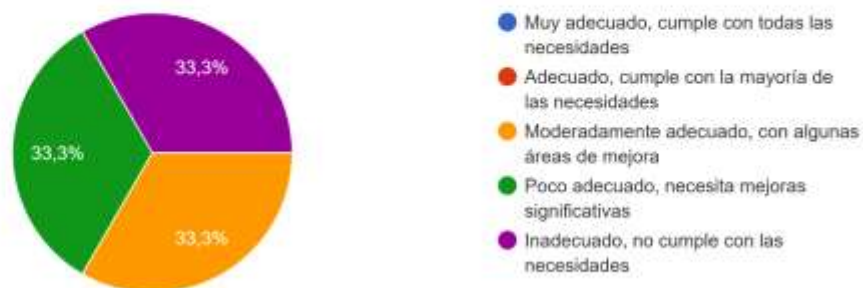 33,3%
33,3%
33,3%
Muy adecuado, cumple con todas las
necesidades
Adecuado, cumple con la mayoría de
las necesidades
Moderadamente adecuado, con algunas
áreas de mejora
Poco adecuado, necesita mejoras
significativas
Inadecuado, no cumple con las
necesidades